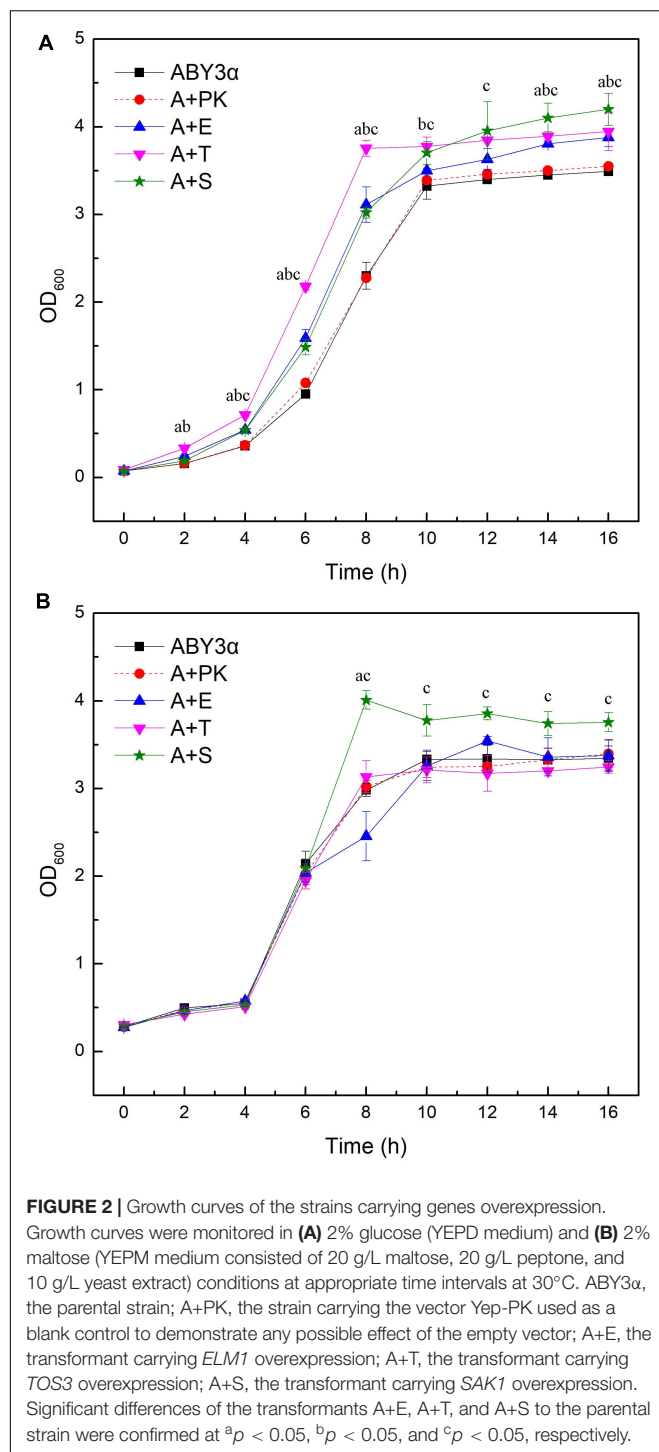 A
ABY3α
A+PK
A+E
A+T
A+S
ab
abc
abc
abc
bc
c
abc
abc
5
4
3
2
1
0
OD600
0 2 4 6 8 10 12 14 16
Time (h)
B
ABY3α
A+PK
A+E
A+T
A+S
ac
c
c
c
c
5
4
3
2
1
0
OD600
0 2 4 6 8 10 12 14 16
Time (h)
FIGURE 2 | Growth curves of the strains carrying genes overexpression.
Growth curves were monitored in (A) 2% glucose (YEPD medium) and (B) 2%
maltose (YEPM medium consisted of 20 g/L maltose, 20 g/L peptone, and
10 g/L yeast extract) conditions at appropriate time intervals at 30°C. ABY3α,
the parental strain; A+PK, the strain carrying the vector Yep-PK used as a
blank control to demonstrate any possible effect of the empty vector; A+E, the
transformant carrying ELM1 overexpression; A+T, the transformant carrying
TOS3 overexpression; A+S, the transformant carrying SAK1 overexpression.
Significant differences of the transformants A+E, A+T, and A+S to the parental
strain were confirmed at ap < 0.05, bp < 0.05, and cp < 0.05, respectively.